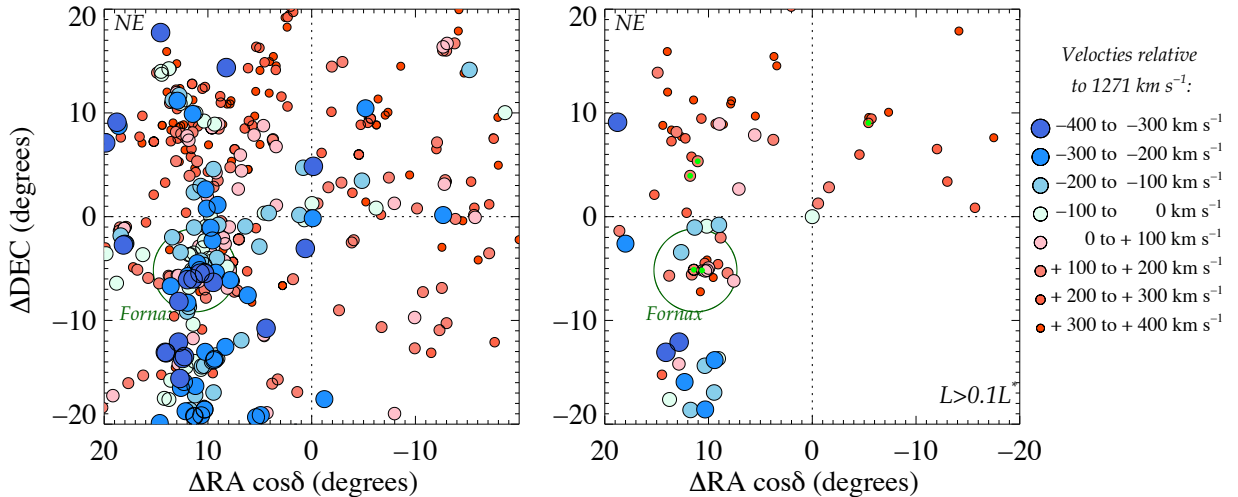 NE
20
10
0
−10
−20
ΔDEC (degrees)
Fornax
20
10
0
−10
ΔRA cosδ (degrees)
NE
20
10
0
−10
−20
Fornax
L>0.1L*
20
10
0
−10
−20
ΔRA cosδ (degrees)
Velocties relative
to 1271 km s⁻¹:
−400 to −300 km s⁻¹
−300 to −200 km s⁻¹
−200 to −100 km s⁻¹
−100 to 0 km s⁻¹
0 to + 100 km s⁻¹
+ 100 to + 200 km s⁻¹
+ 200 to + 300 km s⁻¹
+ 300 to + 400 km s⁻¹